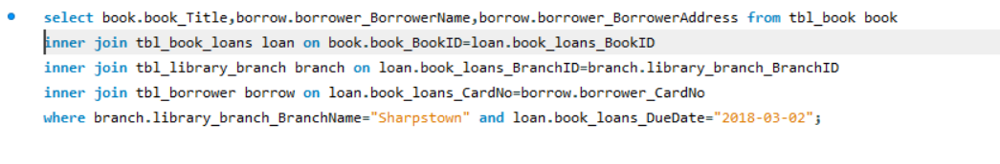 select book.book_Title,borrow.borrower_BorrowerName,borrow.borrower_BorrowerAddress from tbl_book book
inner join tbl_book_loans loan on book.book_BookID=loan.book_loans_BookID
inner join tbl_library_branch branch on loan.book_loans_BranchID=branch.library_branch_BranchID
inner join tbl_borrower borrow on loan.book_loans_CardNo=borrow.borrower_CardNo
where branch.library_branch_BranchName="Sharpstown" and loan.book_loans_DueDate="2018-03-02";